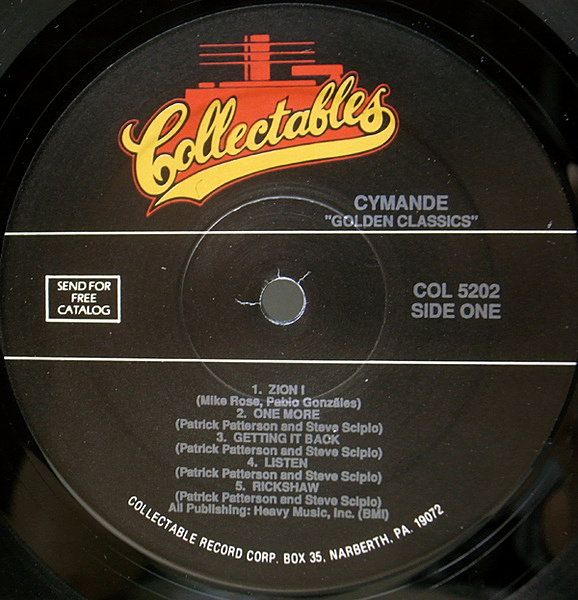 Collectables
CYMANDE
"GOLDEN CLASSICS"
SEND FOR
FREE
CATALOG
COL 5202
SIDE ONE
1. ZION I
(Mike Rose, Pablo Gonzáles)
2. ONE MORE
(Patrick Patterson and Steve Scipio)
3. GETTING IT BACK
(Patrick Patterson and Steve Scipio)
4. LISTEN
(Patrick Patterson and Steve Scipio)
5. RICKSHAW
(Patrick Patterson and Steve Scipio)
All Publishing: Heavy Music, Inc. (BMI)
COLLECTABLE RECORD CORP. BOX 35, NARBERTH, PA. 19072